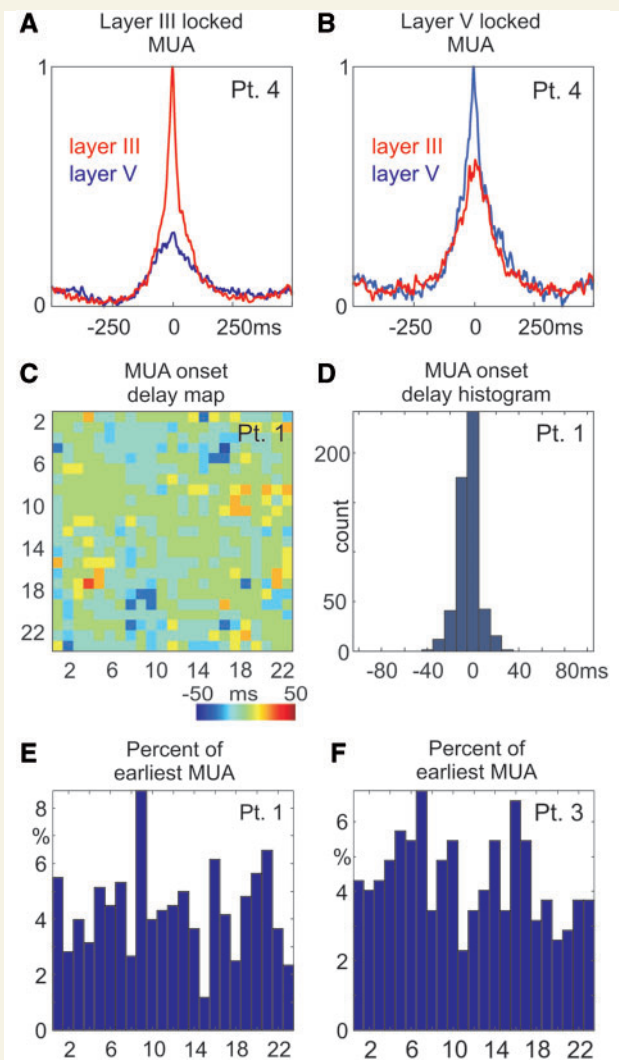 A
Layer III locked
MUA
B
Layer V locked
MUA
1
Pt. 4
layer III
layer V
0
-250 0 250ms
1
Pt. 4
layer III
layer V
0
-250 0 250ms
C
MUA onset
delay map
D
MUA onset
delay histogram
Pt. 1
2
6
10
14
18
22
2 6 10 14 18 22
-50 ms 50
Pt. 1
200
count
50
0
-80 -40 0 40 80ms
E
Percent of
earliest MUA
F
Percent of
earliest MUA
Pt. 1
8
%
6
4
2
0
2 6 10 14 18 22
Pt. 3
6
%
4
2
0
2 6 10 14 18 22